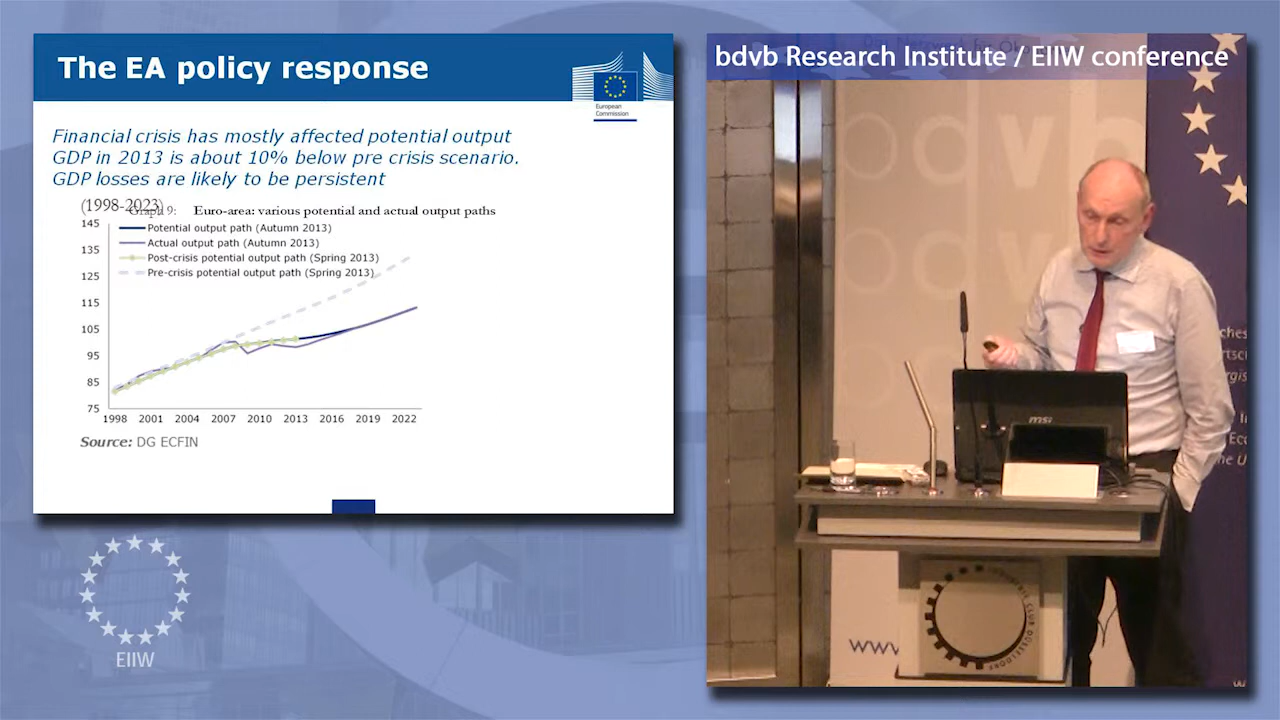 The EA policy response
European
Commission
Financial crisis has mostly affected potential output
GDP in 2013 is about 10% below pre crisis scenario.
GDP losses are likely to be persistent
(1998-2023)
Graph 9: Euro-area: various potential and actual output paths
145
135
125
115
105
95
85
75
Potential output path (Autumn 2013)
Actual output path (Autumn 2013)
Post-crisis potential output path (Spring 2013)
Pre-crisis potential output path (Spring 2013)
1998 2001 2004 2007 2010 2013 2016 2019 2022
Source: DG ECFIN
EIIW
bdvb Research Institute / EIIW conference
bdvb
msi
www